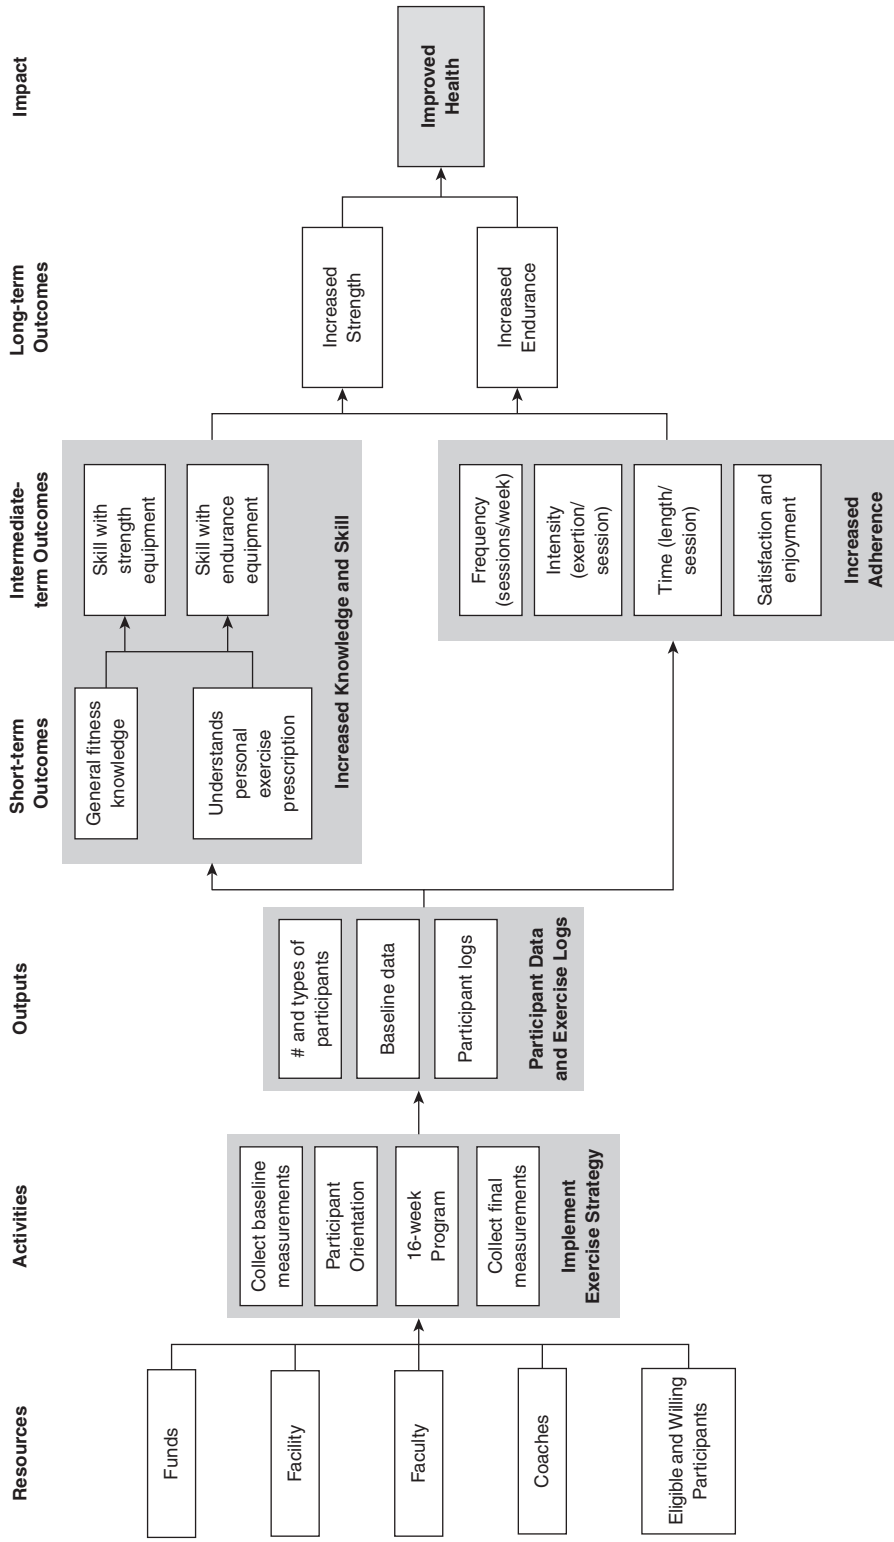 Resources
Activities
Outputs
Short-term
Outcomes
Intermediate-
term Outcomes
Long-term
Outcomes
Impact
Funds
Facility
Faculty
Coaches
Eligible and Willing
Participants
Collect baseline
measurements
Participant
Orientation
16-week
Program
Collect final
measurements
Implement
Exercise Strategy
# and types of
participants
Baseline data
Participant logs
Participant Data
and Exercise Logs
General fitness
knowledge
Understands
personal
exercise
prescription
Skill with
strength
equipment
Skill with
endurance
equipment
Increased Knowledge and Skill
Frequency
(sessions/week)
Intensity
(exertion/
session)
Time (length/
session)
Satisfaction and
enjoyment
Increased
Adherence
Increased
Strength
Increased
Endurance
Improved
Health